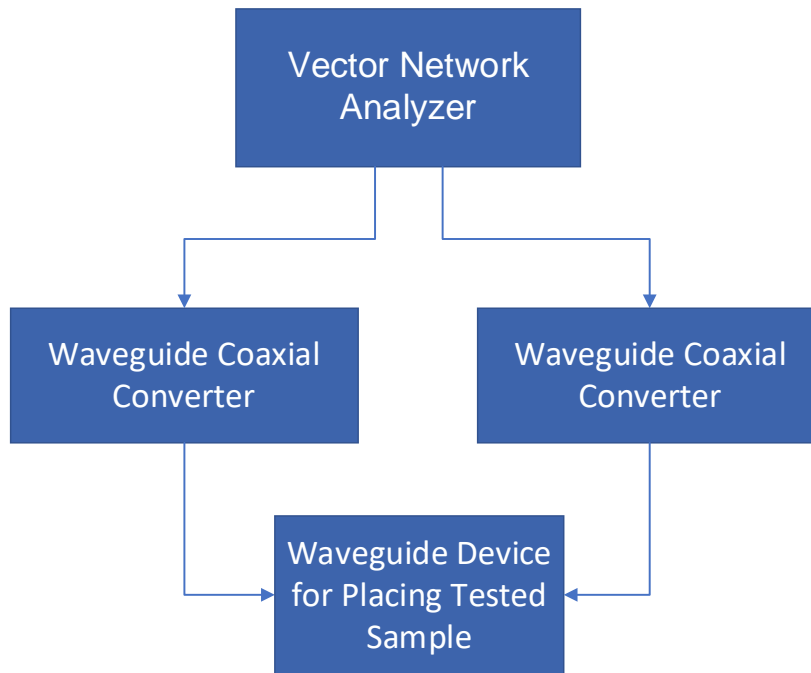 Vector Network
Analyzer
Waveguide Coaxial
Converter
Waveguide Coaxial
Converter
Waveguide Device
for Placing Tested
Sample